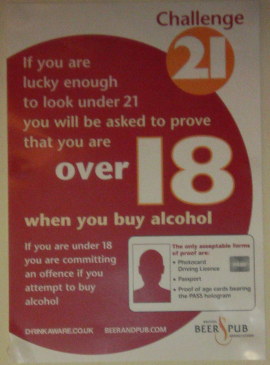 Challenge
21
If you are
lucky enough
to look under 21
you will be asked to prove
that you are
over 18
when you buy alcohol
If you are under 18
you are committing
an offence if you
attempt to buy
alcohol
The only acceptable forms
of proof are:
• Photocard
Driving Licence
• Passport
• Proof of age cards bearing
the PASS hologram
DRINKAWARE.CO.UK
BEERANDPUB.COM
BRITISH
BEER & PUB